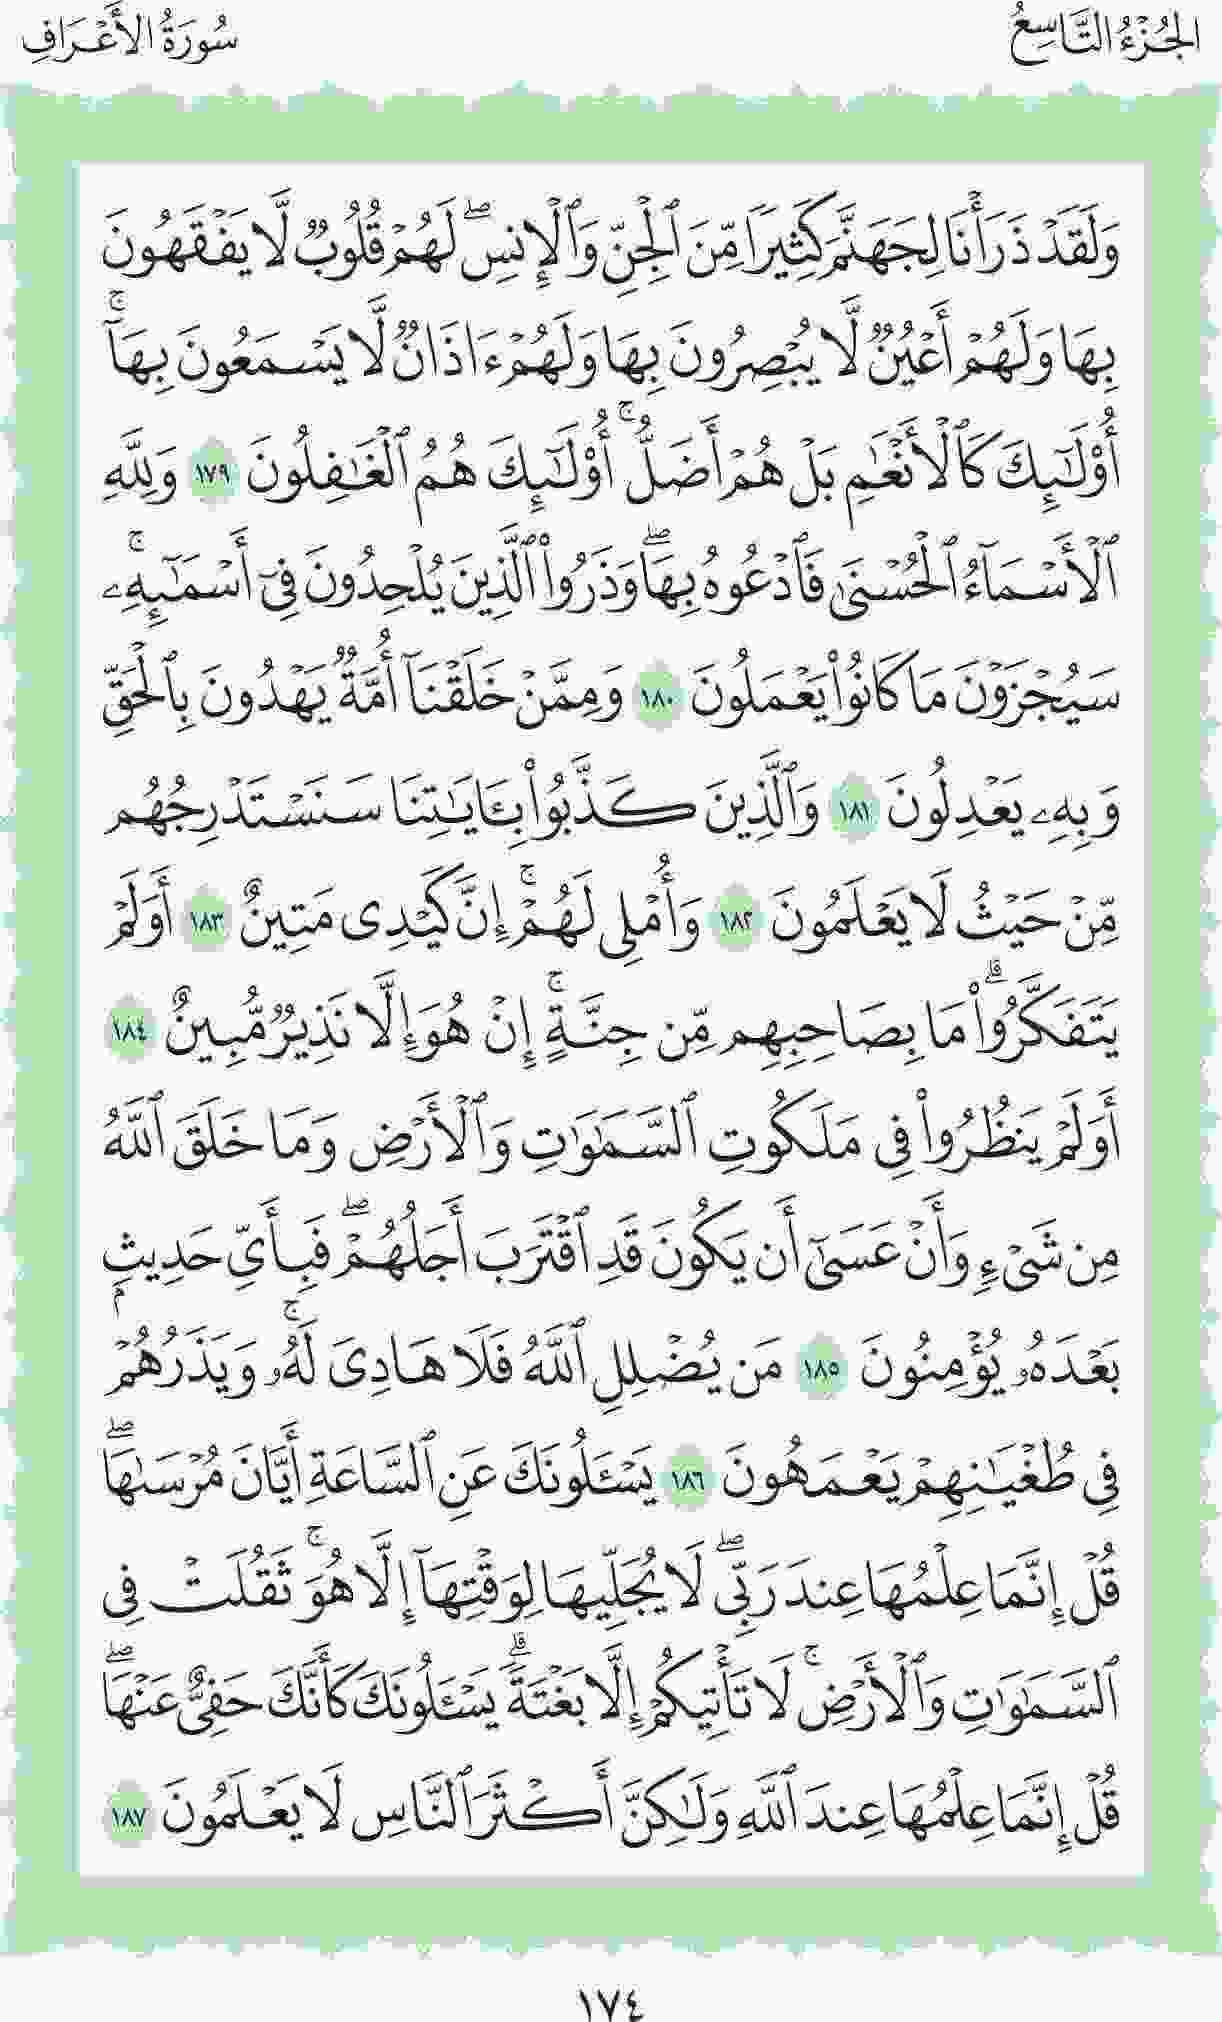 الجُزْءُ التَّاسِعُ
سُورَةُ الأَعْرَافِ
وَلَقَدْ ذَرَأْنَا لِجَهَنَّمَ كَثِيرًا مِّنَ ٱلْجِنِّ وَٱلْإِنسِ ۖ لَهُمْ قُلُوبٌ لَّا يَفْقَهُونَ
بِهَا وَلَهُمْ أَعْيُنٌ لَّا يُبْصِرُونَ بِهَا وَلَهُمْ ءَاذَانٌ لَّا يَسْمَعُونَ بِهَآ ۚ
أُو۟لَٰٓئِكَ كَٱلْأَنْعَٰمِ بَلْ هُمْ أَضَلُّ ۚ أُو۟لَٰٓئِكَ هُمُ ٱلْغَٰفِلُونَ ١٧٩ وَلِلَّهِ
ٱلْأَسْمَآءُ ٱلْحُسْنَىٰ فَٱدْعُوهُ بِهَا ۖ وَذَرُوا۟ ٱلَّذِينَ يُلْحِدُونَ فِىٓ أَسْمَٰٓئِهِۦ ۚ
سَيُجْزَوْنَ مَا كَانُوا۟ يَعْمَلُونَ ١٨٠ وَمِمَّنْ خَلَقْنَآ أُمَّةٌ يَهْدُونَ بِٱلْحَقِّ
وَبِهِۦ يَعْدِلُونَ ١٨١ وَٱلَّذِينَ كَذَّبُوا۟ بِـَٔايَٰتِنَا سَنَسْتَدْرِجُهُم
مِّنْ حَيْثُ لَا يَعْلَمُونَ ١٨٢ وَأُمْلِى لَهُمْ ۚ إِنَّ كَيْدِى مَتِينٌ ١٨٣ أَوَلَمْ
يَتَفَكَّرُوا۟ ۗ مَا بِصَاحِبِهِم مِّن جِنَّةٍ ۚ إِنْ هُوَ إِلَّا نَذِيرٌ مُّبِينٌ ١٨٤
أَوَلَمْ يَنظُرُوا۟ فِى مَلَكُوتِ ٱلسَّمَٰوَٰتِ وَٱلْأَرْضِ وَمَا خَلَقَ ٱللَّهُ
مِن شَىْءٍ وَأَنْ عَسَىٰٓ أَن يَكُونَ قَدِ ٱقْتَرَبَ أَجَلُهُمْ ۖ فَبِأَىِّ حَدِيثٍۭ
بَعْدَهُۥ يُؤْمِنُونَ ١٨٥ مَن يُضْلِلِ ٱللَّهُ فَلَا هَادِىَ لَهُۥ ۚ وَيَذَرُهُمْ
فِى طُغْيَٰنِهِمْ يَعْمَهُونَ ١٨٦ يَسْـَٔلُونَكَ عَنِ ٱلسَّاعَةِ أَيَّانَ مُرْسَىٰهَا ۖ
قُلْ إِنَّمَا عِلْمُهَا عِندَ رَبِّى ۖ لَا يُجَلِّيهَا لِوَقْتِهَآ إِلَّا هُوَ ۚ ثَقُلَتْ فِى
ٱلسَّمَٰوَٰتِ وَٱلْأَرْضِ ۚ لَا تَأْتِيكُمْ إِلَّا بَغْتَةً ۗ يَسْـَٔلُونَكَ كَأَنَّكَ حَفِىٌّ عَنْهَا ۖ
قُلْ إِنَّمَا عِلْمُهَا عِندَ ٱللَّهِ وَلَٰكِنَّ أَكْثَرَ ٱلنَّاسِ لَا يَعْلَمُونَ ١٨٧
١٧٤